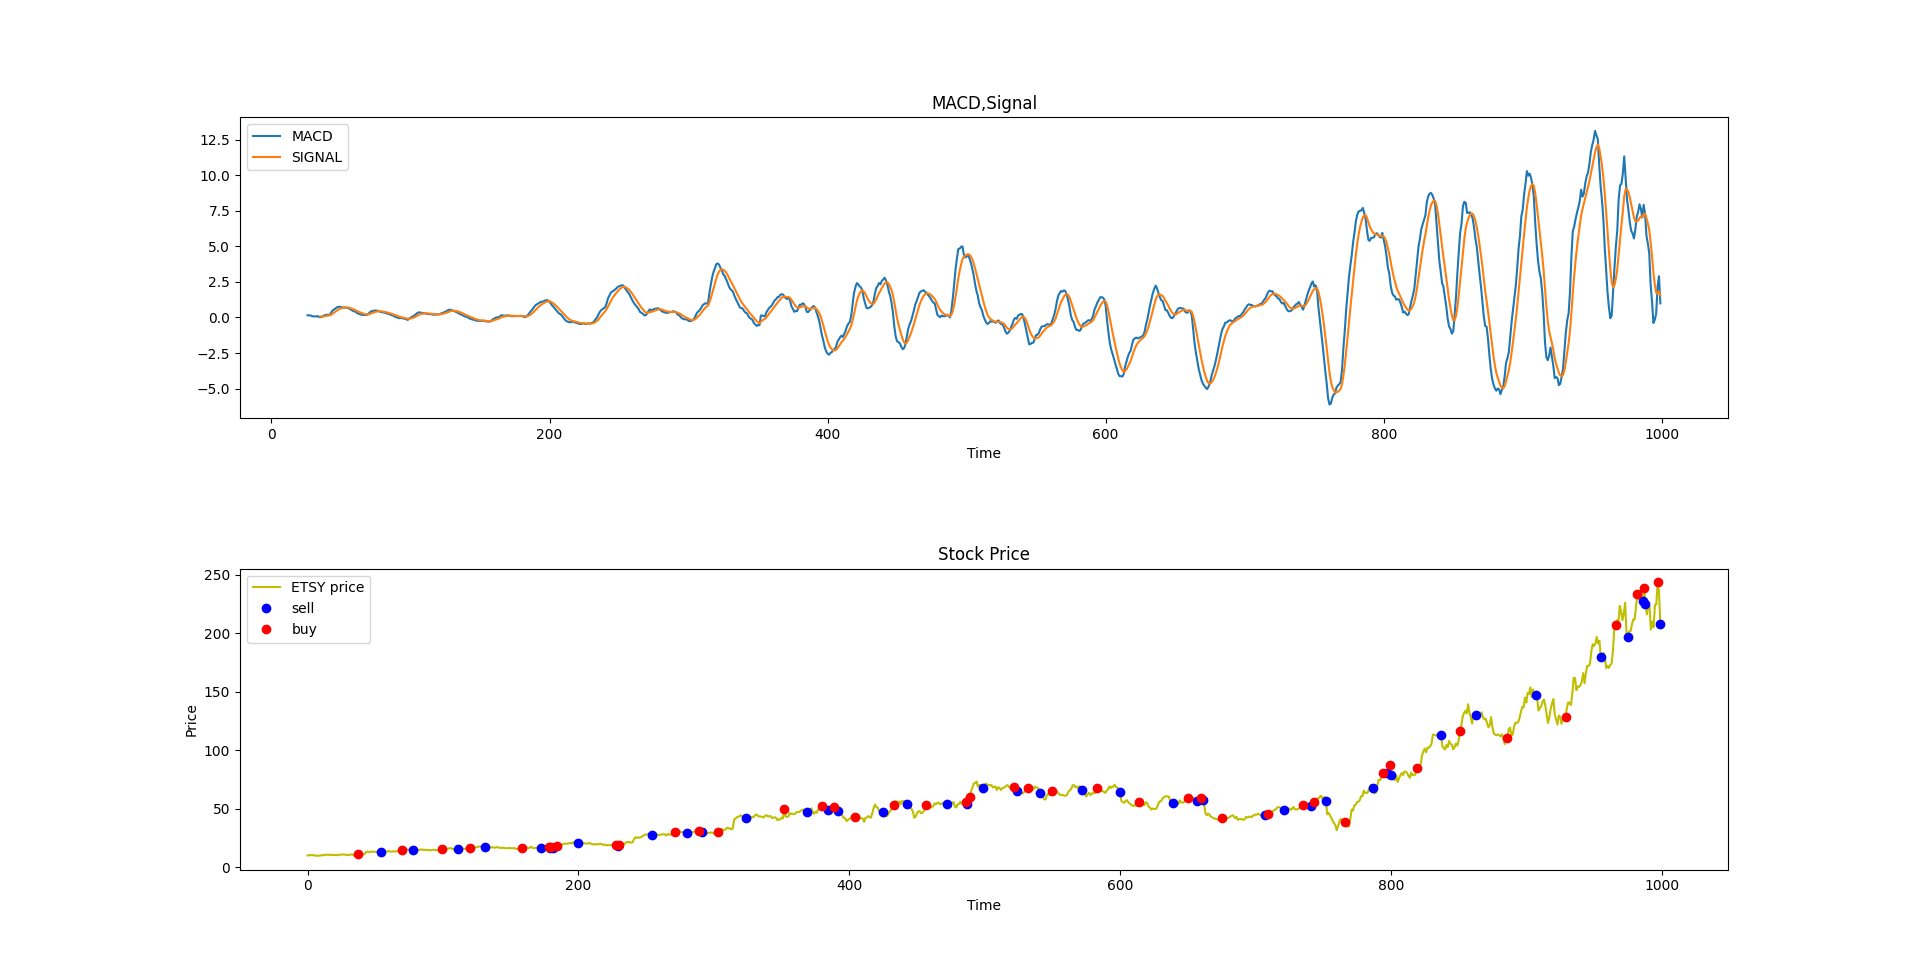 MACD,Signal
MACD
SIGNAL
12.5
10.0
7.5
5.0
2.5
0.0
−2.5
−5.0
0 200 400 600 800 1000
Time
Stock Price
ETSY price
sell
buy
250
200
150
100
50
0
Price
0 200 400 600 800 1000
Time